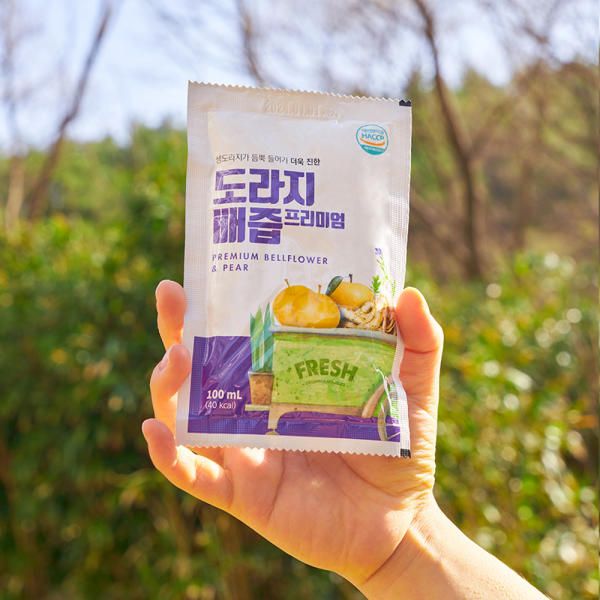 HACCP
생도라지가 듬뿍 들어가 더욱 진한
도라지
배즙 프리미엄
PREMIUM BELLFLOWER
& PEAR
FRESH
100 mL
(40 kcal)